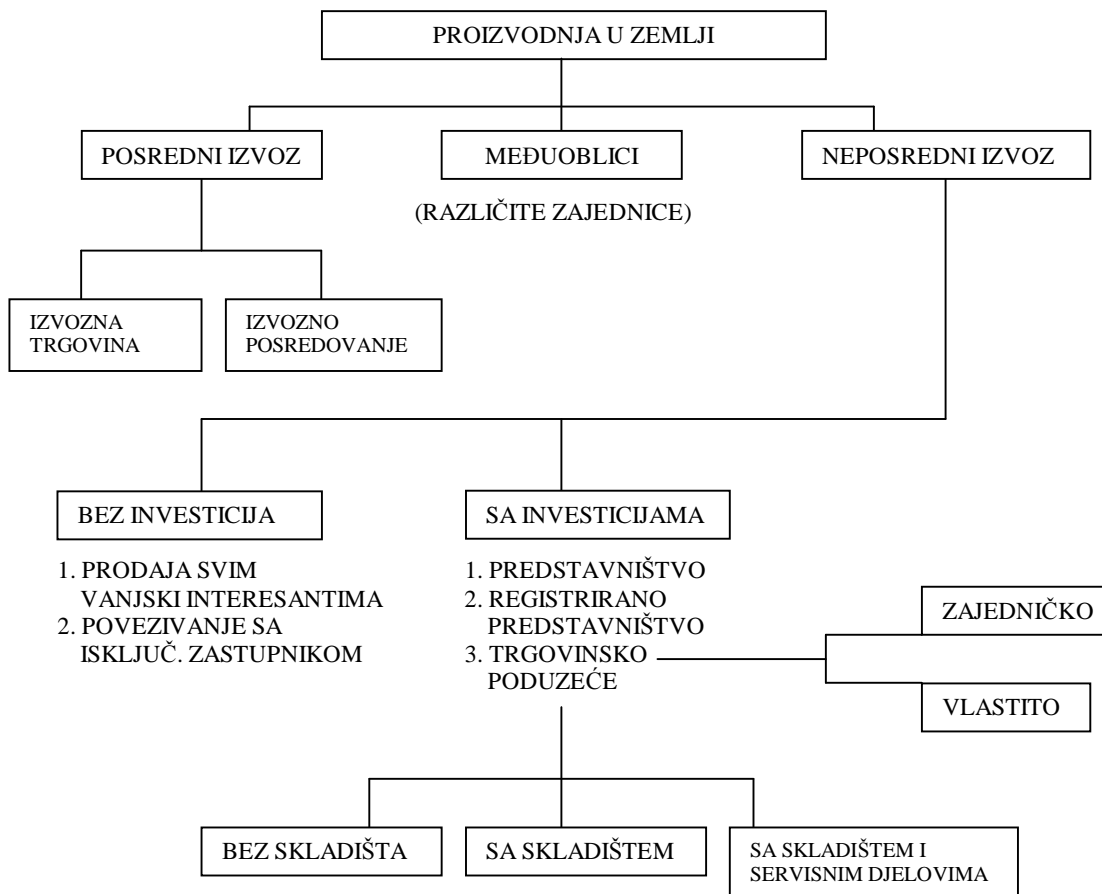 PROIZVODNJA U ZEMLJI
POSREDNI IZVOZ
MEĐUOBLICI
NEPOSREDNI IZVOZ
(RAZLIČITE ZAJEDNICE)
IZVOZNA
TRGOVINA
IZVOZNO
POSREDOVANJE
BEZ INVESTICIJA
SA INVESTICIJAMA
1. PRODAJA SVIM
VANJSKI INTERESANTIMA
2. POVEZIVANJE SA
ISKLJUČ. ZASTUPNIKOM
1. PREDSTAVNIŠTVO
2. REGISTRIRANO
PREDSTAVNIŠTVO
3. TRGOVINSKO
PODUZEĆE
ZAJEDNIČKO
VLASTITO
BEZ SKLADIŠTA
SA SKLADIŠTEM
SA SKLADIŠTEM I
SERVISNIM DJELOVIMA